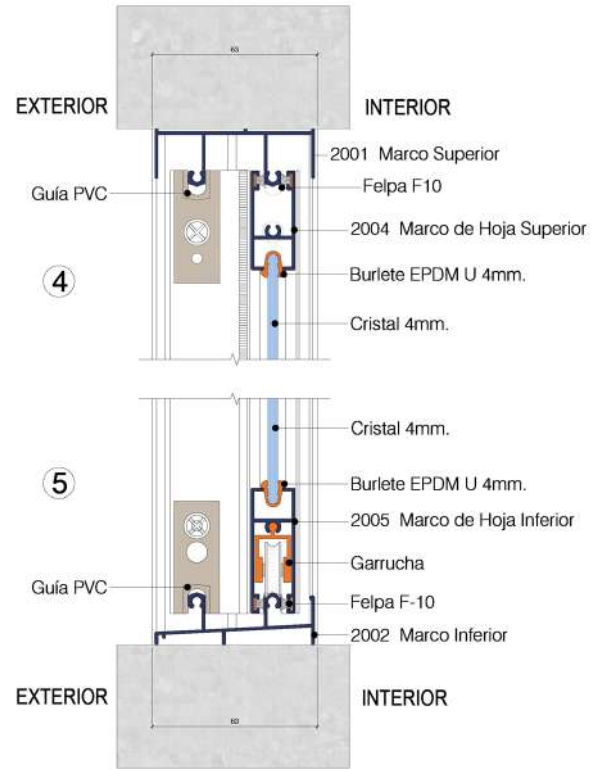 63
EXTERIOR
INTERIOR
2001 Marco Superior
Felpa F10
Guía PVC
2004 Marco de Hoja Superior
4
Burlete EPDM U 4mm.
Cristal 4mm.
Cristal 4mm.
5
Burlete EPDM U 4mm.
2005 Marco de Hoja Inferior
Garrucha
Guía PVC
Felpa F-10
2002 Marco Inferior
EXTERIOR
INTERIOR
60